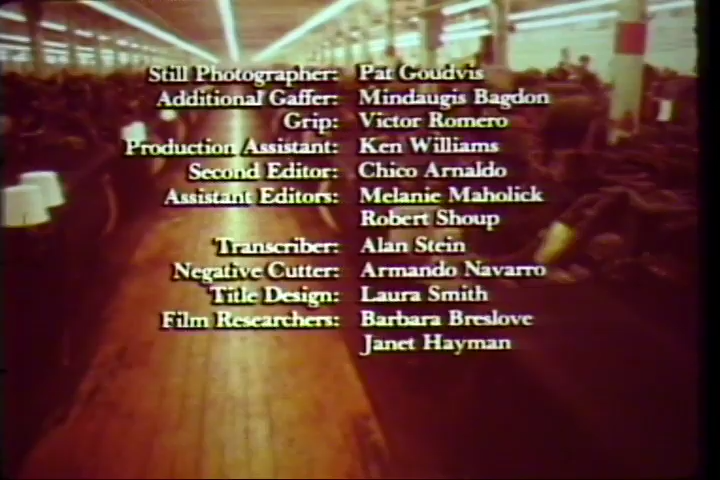 Still Photographer: Pat Goudvis
Additional Gaffer: Mindaugis Bagdon
Grip: Victor Romero
Production Assistant: Ken Williams
Second Editor: Chico Arnaldo
Assistant Editors: Melanie Maholick
Robert Shoup
Transcriber: Alan Stein
Negative Cutter: Armando Navarro
Title Design: Laura Smith
Film Researchers: Barbara Breslove
Janet Hayman